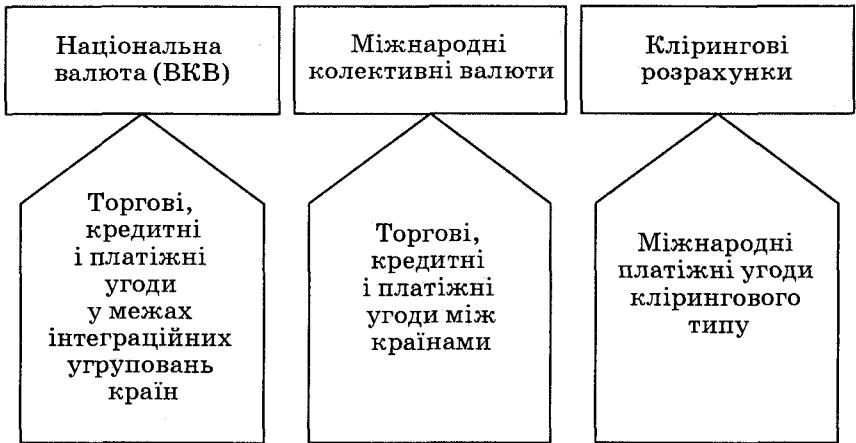 Національна
валюта (ВКВ)
Міжнародні
колективні валюти
Клірингові
розрахунки
Торгові,
кредитні
і платіжні
угоди
у межах
інтеграційних
угруповань
країн
Торгові,
кредитні
і платіжні
угоди між
країнами
Міжнародні
платіжні угоди
клірингового
типу